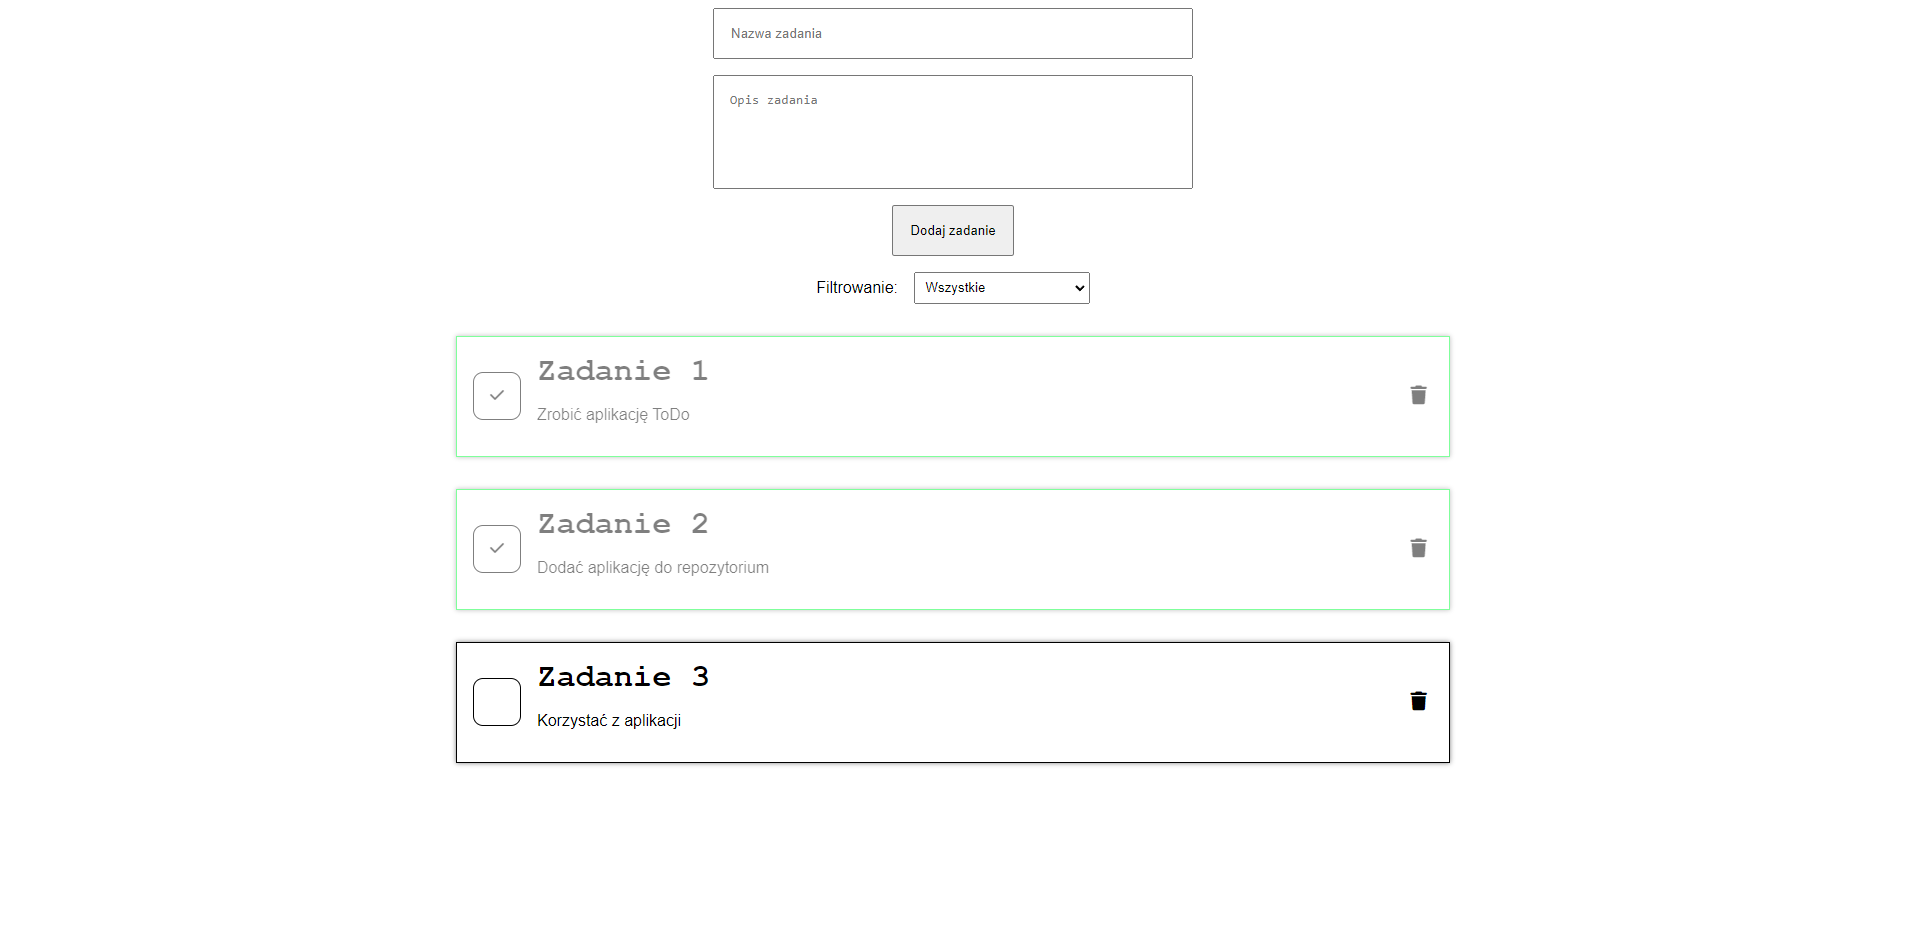 Nazwa zadania
Opis zadania
Dodaj zadanie
Filtrowanie: Wszystkie
Zadanie 1
Zrobić aplikację ToDo
Zadanie 2
Dodać aplikację do repozytorium
Zadanie 3
Korzystać z aplikacji